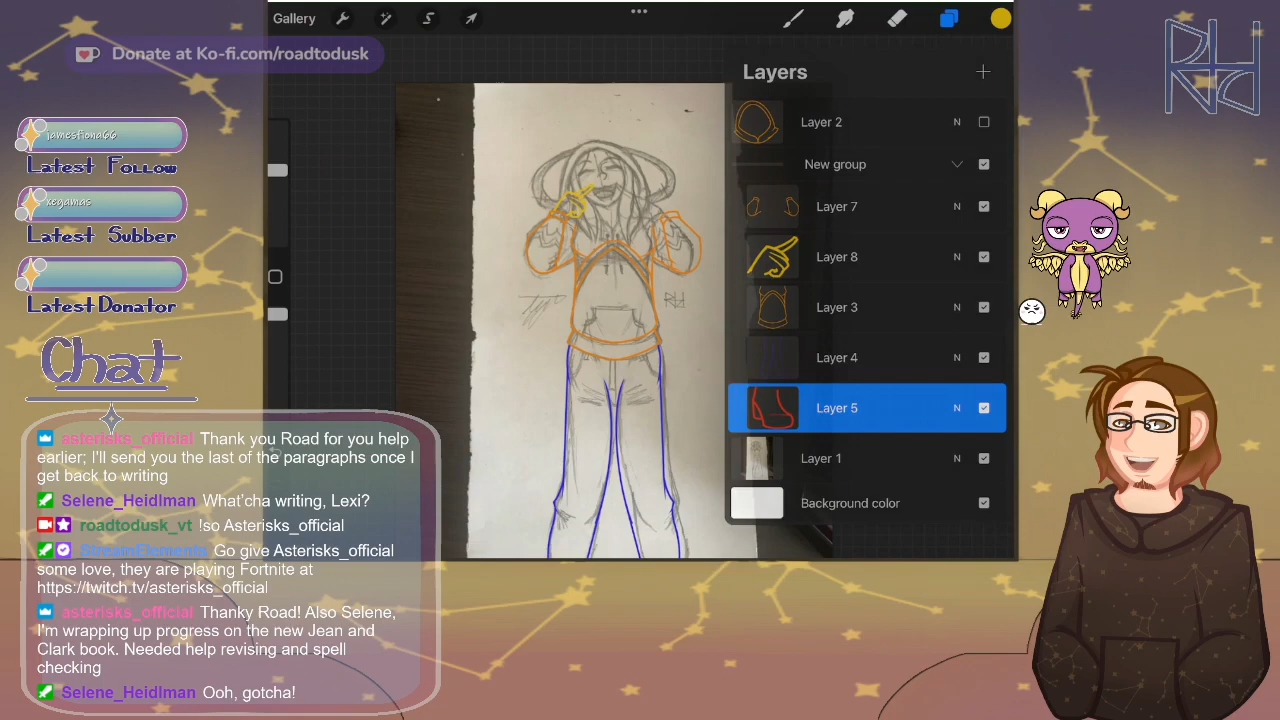 Gallery
Donate at Ko-fi.com/roadtodusk
Layers
Layer 2 N
New group
Layer 7 N
Layer 8 N
Layer 3 N
Layer 4 N
Layer 5 N
Layer 1 N
Background color
RtD
RtD
jamesfiona66
Latest Follow
xegamas
Latest Subber
Latest Donator
Chat
asterisks_official Thank you Road for you help
earlier; I'll send you the last of the paragraphs once I
get back to writing
Selene_Heidlman What'cha writing, Lexi?
roadtodusk_vt !so Asterisks_official
StreamElements Go give Asterisks_official
some love, they are playing Fortnite at
https://twitch.tv/asterisks_official
asterisks_official Thanky Road! Also Selene,
I'm wrapping up progress on the new Jean and
Clark book. Needed help revising and spell
checking
Selene_Heidlman Ooh, gotcha!